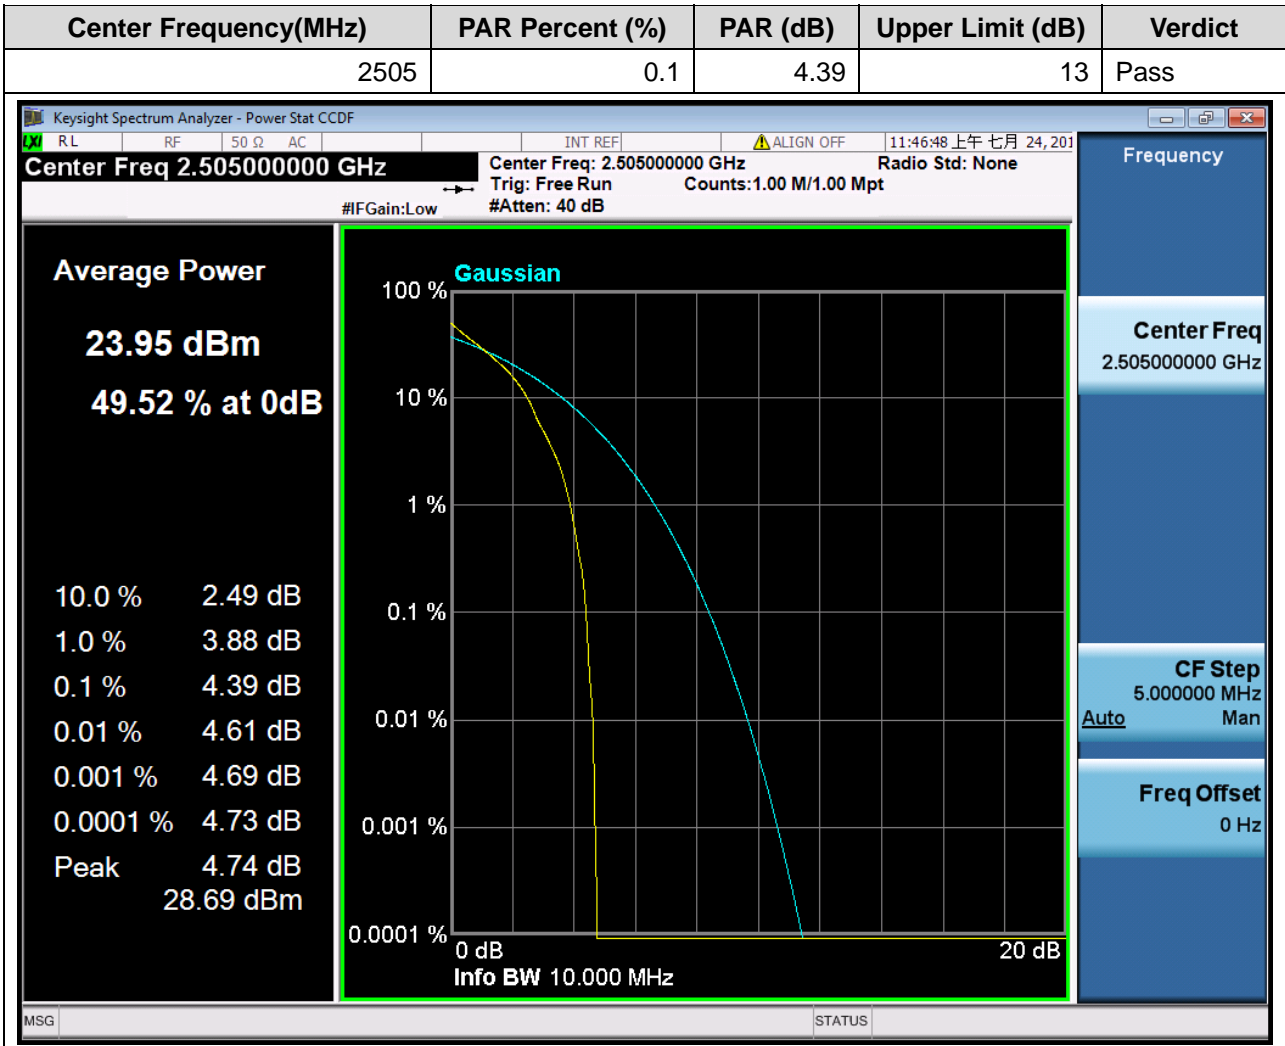 Center Frequency(MHz) PAR Percent (%) PAR (dB) Upper Limit (dB) Verdict
2505 0.1 4.39 13 Pass
Keysight Spectrum Analyzer - Power Stat CCDF
LXI RL RF 50 Ω AC INT REF ALIGN OFF 11:46:48 上午 七月 24, 201
Center Freq 2.505000000 GHz
Center Freq: 2.505000000 GHz Radio Std: None
Trig: Free Run Counts:1.00 M/1.00 Mpt
#IFGain:Low #Atten: 40 dB
Average Power
23.95 dBm
49.52 % at 0dB
10.0 % 2.49 dB
1.0 % 3.88 dB
0.1 % 4.39 dB
0.01 % 4.61 dB
0.001 % 4.69 dB
0.0001 % 4.73 dB
Peak 4.74 dB
28.69 dBm
Gaussian
100 %
10 %
1 %
0.1 %
0.01 %
0.001 %
0.0001 %
0 dB 20 dB
Info BW 10.000 MHz
Frequency
Center Freq
2.505000000 GHz
CF Step
5.000000 MHz
Auto Man
Freq Offset
0 Hz
MSG STATUS